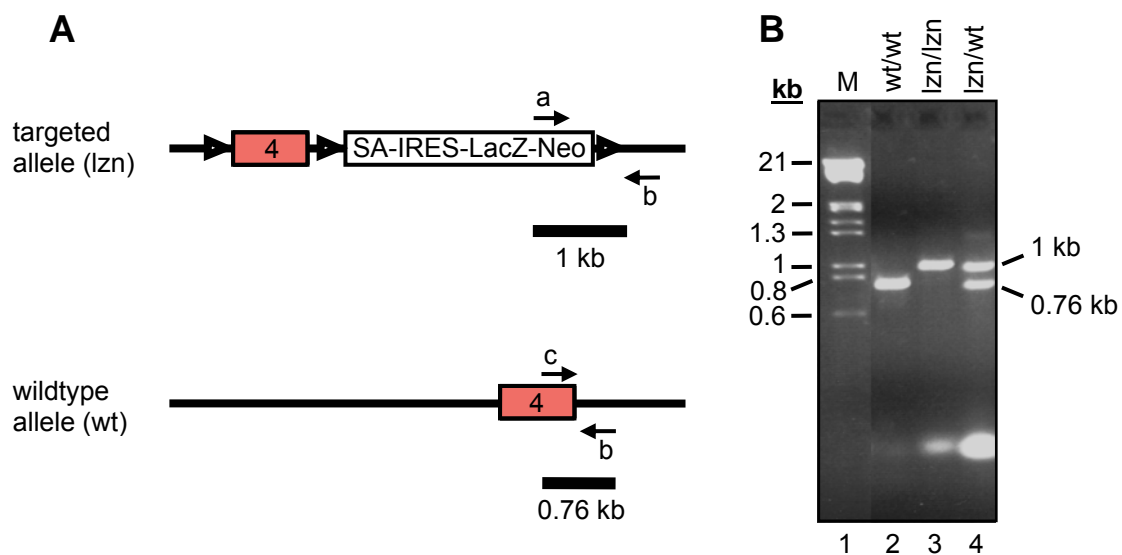 A
targeted
allele (lzn)
4
SA-IRES-LacZ-Neo
a
b
1 kb
wildtype
allele (wt)
4
c
b
0.76 kb
B
kb
M
wt/wt
lzn/lzn
lzn/wt
21
2
1.3
1
0.8
0.6
1 kb
0.76 kb
1 2 3 4